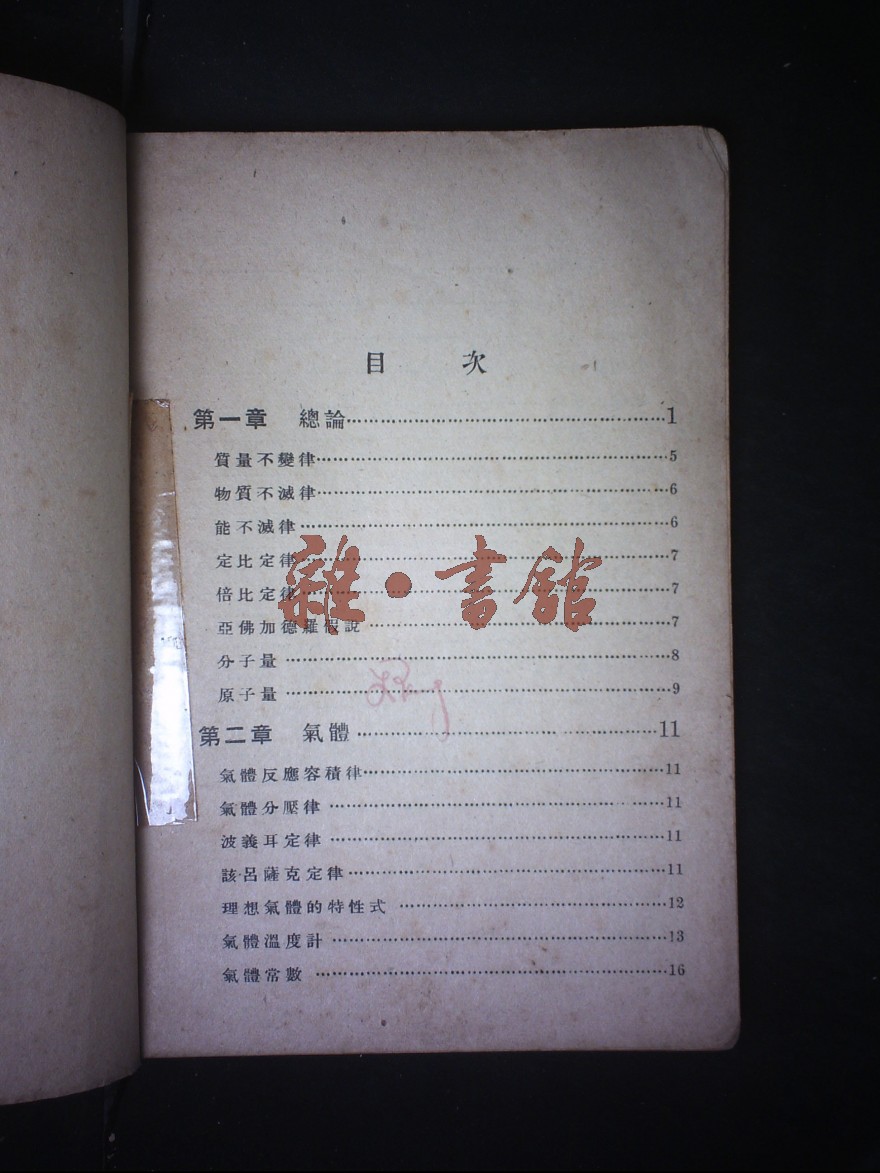 目 次
第一章 總論……1
質量不變律……5
物質不滅律……6
能不滅律……6
定比定律……7
倍比定律……7
亞佛加德羅假說……7
分子量……8
原子量……9
第二章 氣體……11
氣體反應容積律……11
氣體分壓律……11
波義耳定律……11
該呂薩克定律……11
理想氣體的特性式……12
氣體溫度計……13
氣體常數……16
雜·書館